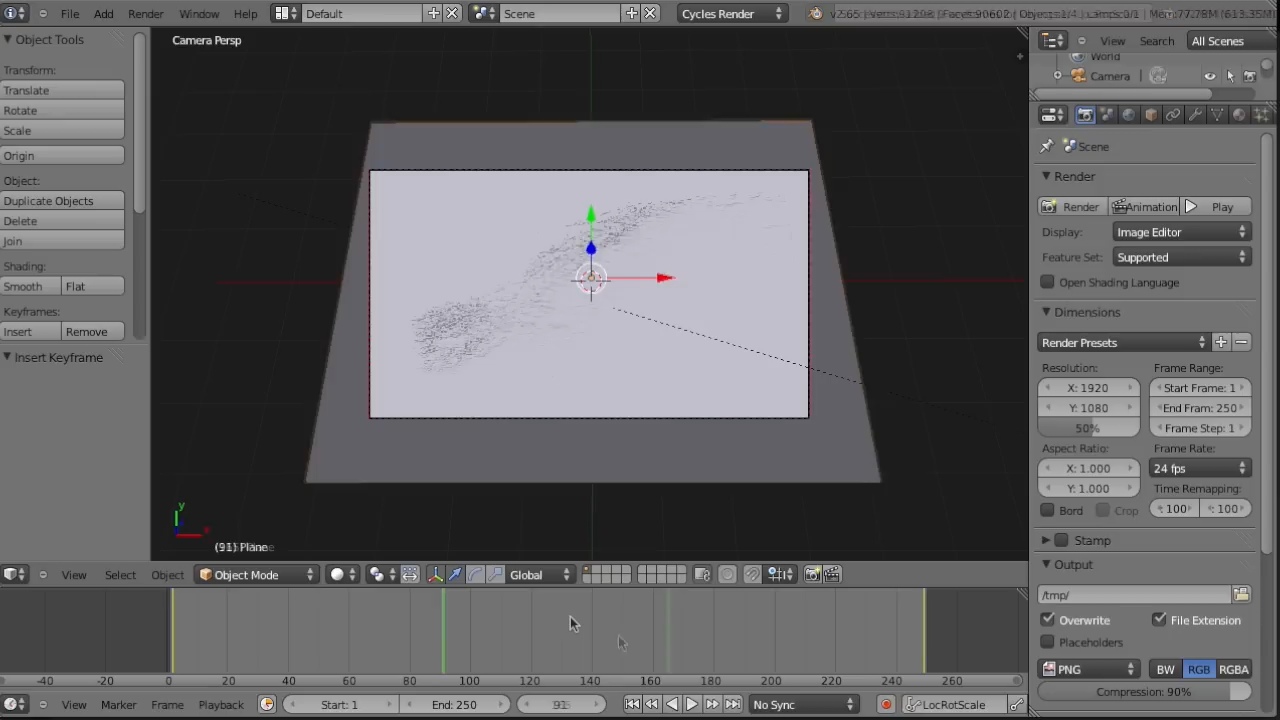 File Add Render Window Help Default Scene Cycles Render v2.65 Mem:77.78M (613.35M)
Object Tools
Transform:
Translate
Rotate
Scale
Origin
Object:
Duplicate Objects
Delete
Join
Shading:
Smooth Flat
Keyframes:
Insert Remove
Insert Keyframe
Camera Persp
y
x
(91) Plane
View Select Object Object Mode Global
-40 -20 0 20 40 60 80 100 120 140 160 180 200 220 240 260
View Marker Frame Playback Start: 1 End: 250 91 No Sync LocRotScale
View Search All Scenes
World
Camera
Scene
Render
Render Animation Play
Display: Image Editor
Feature Set: Supported
Open Shading Language
Dimensions
Render Presets
Resolution: Frame Range:
X: 1920 Start Frame: 1
Y: 1080 End Fram: 250
50% Frame Step: 1
Aspect Ratio: Frame Rate:
X: 1.000 24 fps
Y: 1.000 Time Remapping:
Bord Crop 100 100
Stamp
Output
/tmp/
Overwrite File Extension
Placeholders
PNG BW RGB RGBA
Compression: 90%